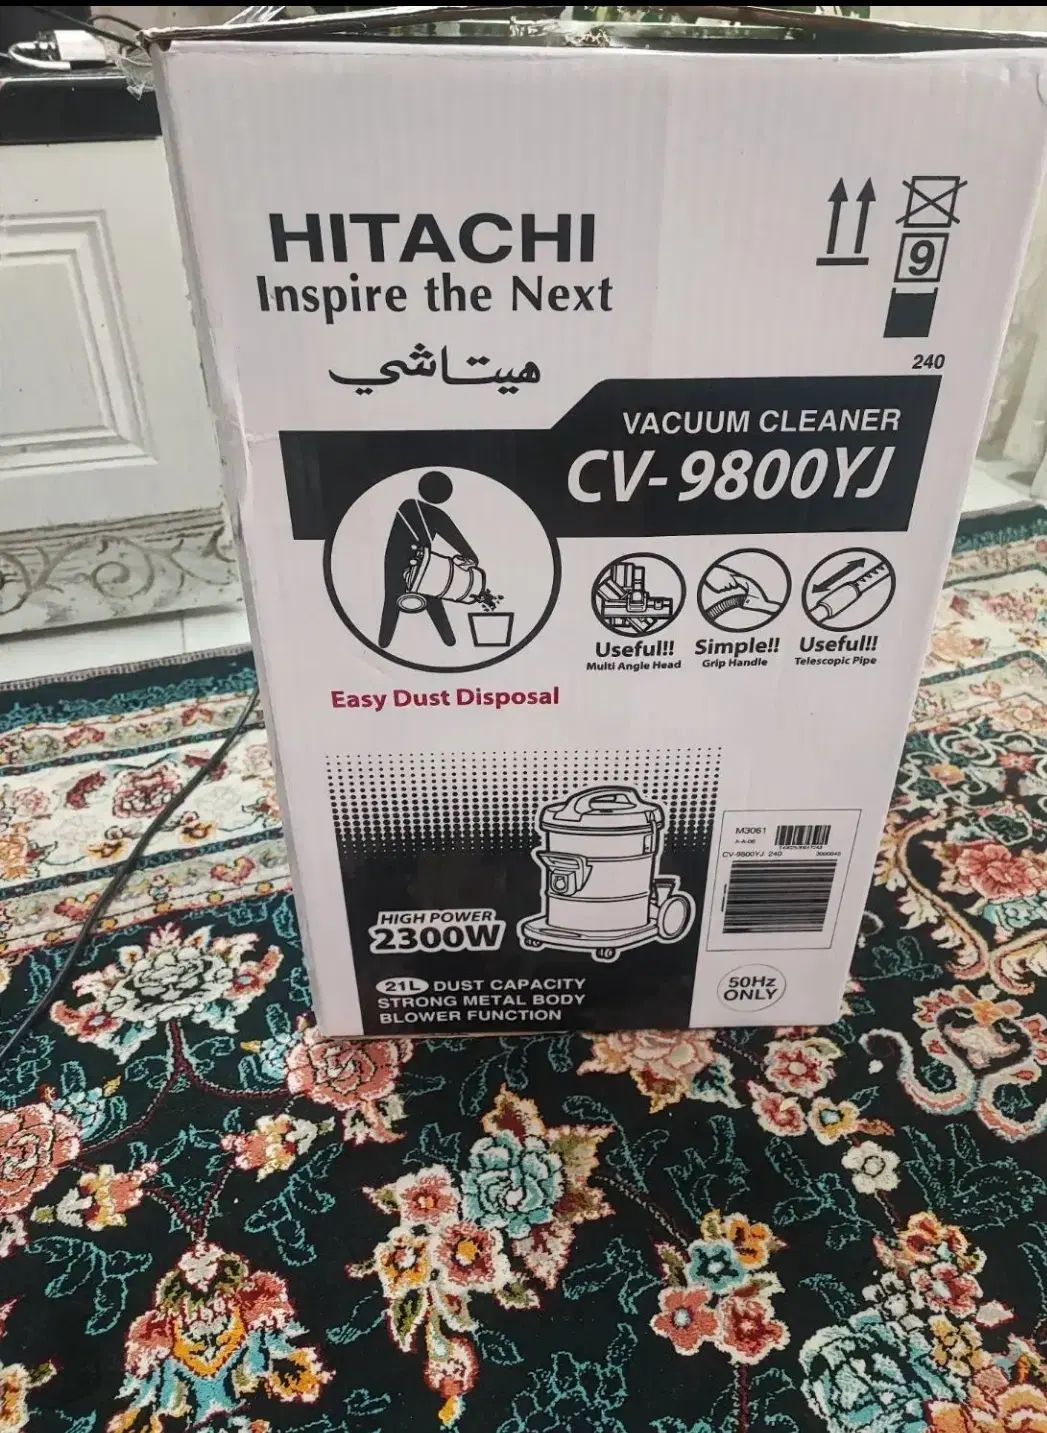 HITACHI
Inspire the Next
هيتاشي
9
240
VACUUM CLEANER
CV-9800YJ
Useful!!
Multi Angle Head
Simple!!
Grip Handle
Useful!!
Telescopic Pipe
Easy Dust Disposal
M3061
A-A-06
CV-9800YJ 240
HIGH POWER
2300W
21L DUST CAPACITY
STRONG METAL BODY
BLOWER FUNCTION
50Hz
ONLY